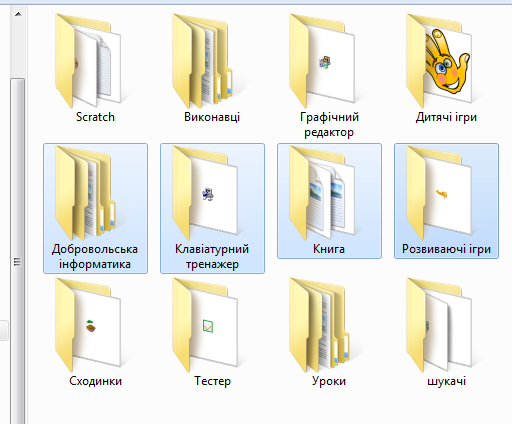 Scratch
Виконавці
Графічний
редактор
Дитячі ігри
Добровольська
інформатика
Клавіатурний
тренажер
Книга
Розвиваючі ігри
Сходинки
Тестер
Уроки
шукачі